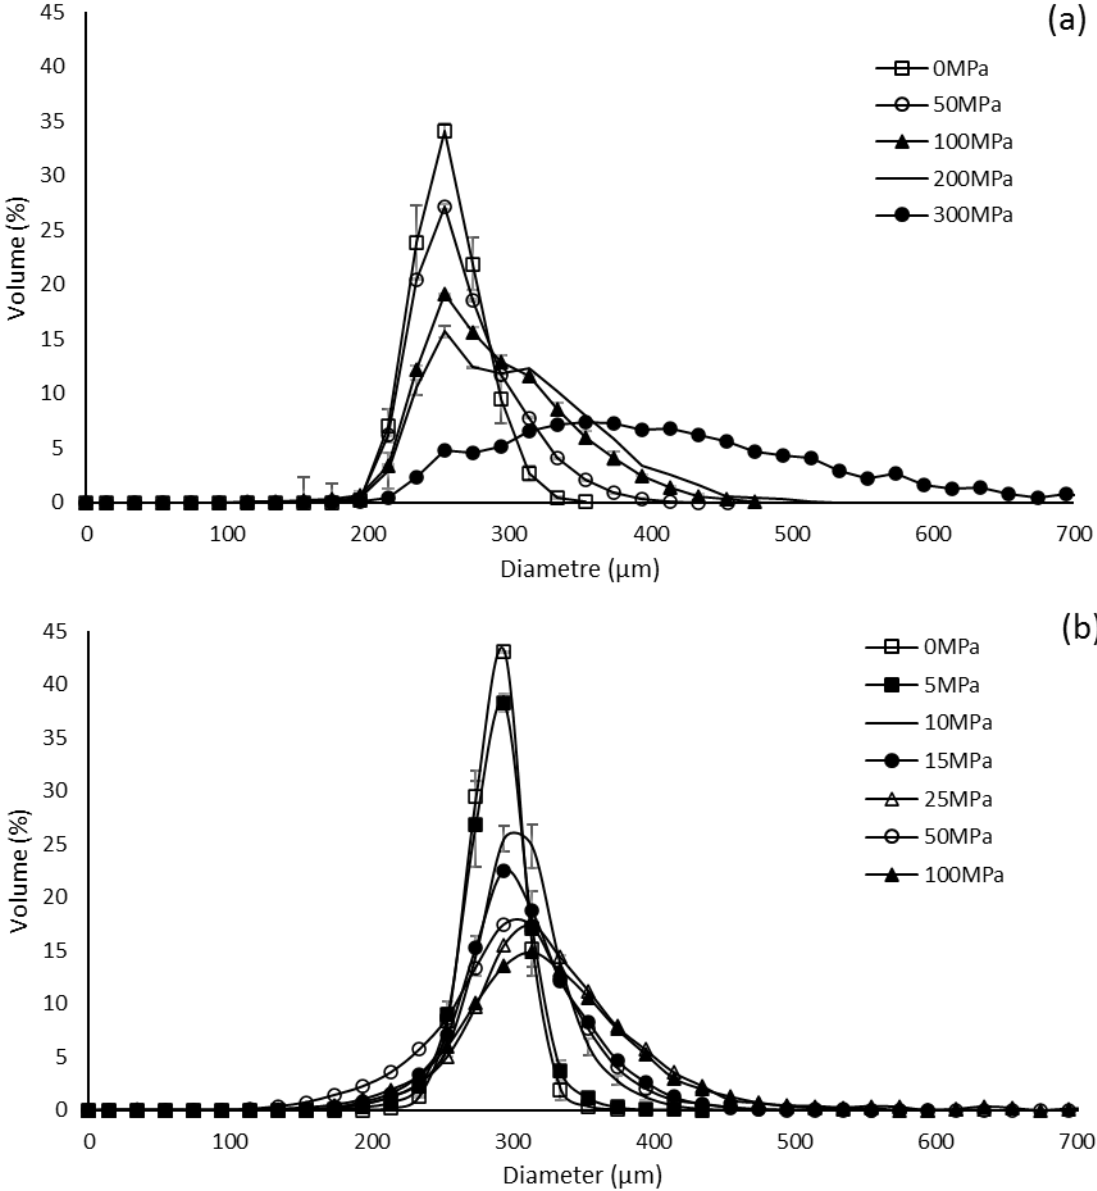 (a)
45
40
35
30
25
20
15
10
5
0
Volume (%)
0MPa
50MPa
100MPa
200MPa
300MPa
0 100 200 300 400 500 600 700
Diametre (µm)
(b)
45
40
35
30
25
20
15
10
5
0
Volume (%)
0MPa
5MPa
10MPa
15MPa
25MPa
50MPa
100MPa
0 100 200 300 400 500 600 700
Diameter (µm)